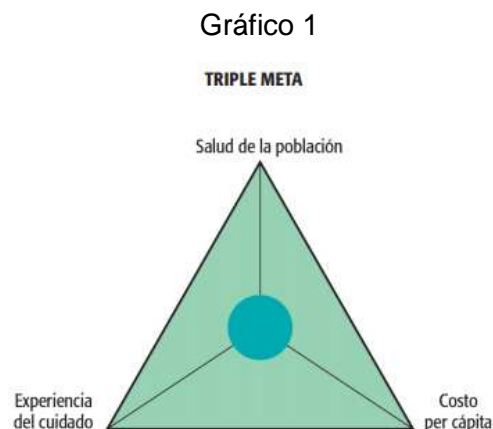 Gráfico 1
TRIPLE META
Salud de la población
Experiencia
del cuidado
Costo
per cápita